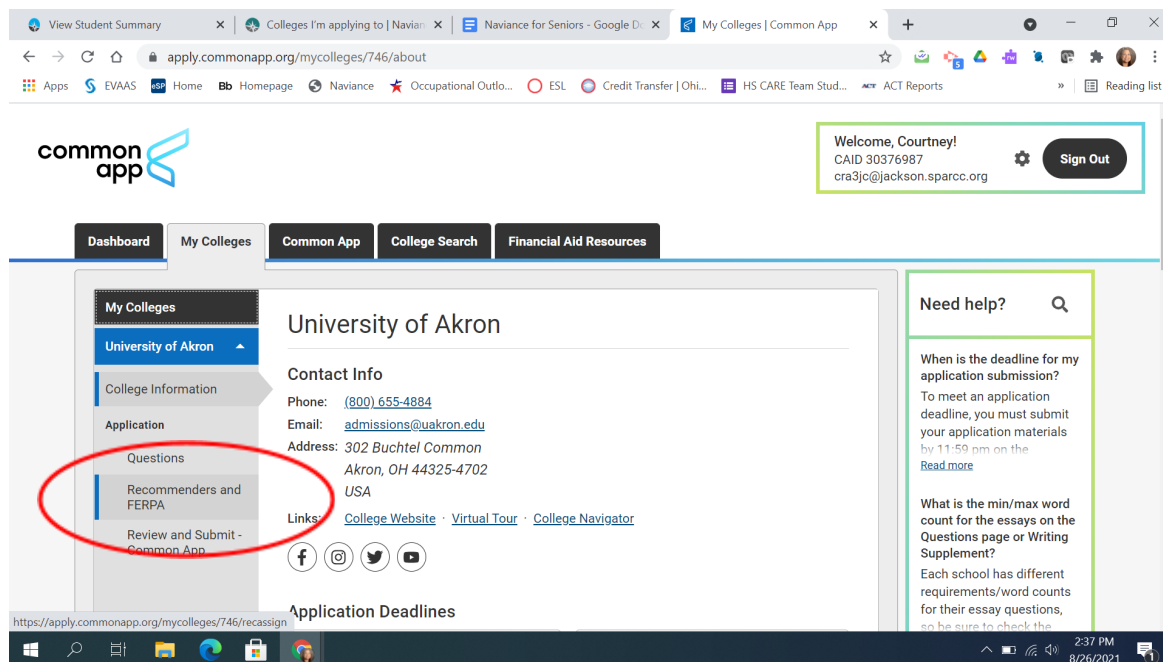 View Student Summary
Colleges I'm applying to | Navian
Naviance for Seniors - Google Do
My Colleges | Common App
apply.commonapp.org/mycolleges/746/about
5
rw
Apps
EVAAS
eSP
Home
Bb
Homepage
Naviance
Occupational Outlo...
ESL
Credit Transfer | Ohi...
HS CARE Team Stud...
ACT
ACT Reports
»
Reading list
common
app
Welcome, Courtney!
CAID 30376987
cra3jc@jackson.sparcc.org
Sign Out
Dashboard
My Colleges
Common App
College Search
Financial Aid Resources
My Colleges
University of Akron
College Information
Application
Questions
Recommenders and
FERPA
Review and Submit -
Common App
University of Akron
Contact Info
Phone: (800) 655-4884
Email: admissions@uakron.edu
Address: 302 Buchtel Common
Akron, OH 44325-4702
USA
Links: College Website · Virtual Tour · College Navigator
Application Deadlines
Need help?
When is the deadline for my
application submission?
To meet an application
deadline, you must submit
your application materials
by 11:59 pm on the
Read more
What is the min/max word
count for the essays on the
Questions page or Writing
Supplement?
Each school has different
requirements/word counts
for their essay questions,
so be sure to check the
https://apply.commonapp.org/mycolleges/746/recassign
2:37 PM
8/26/2021
1